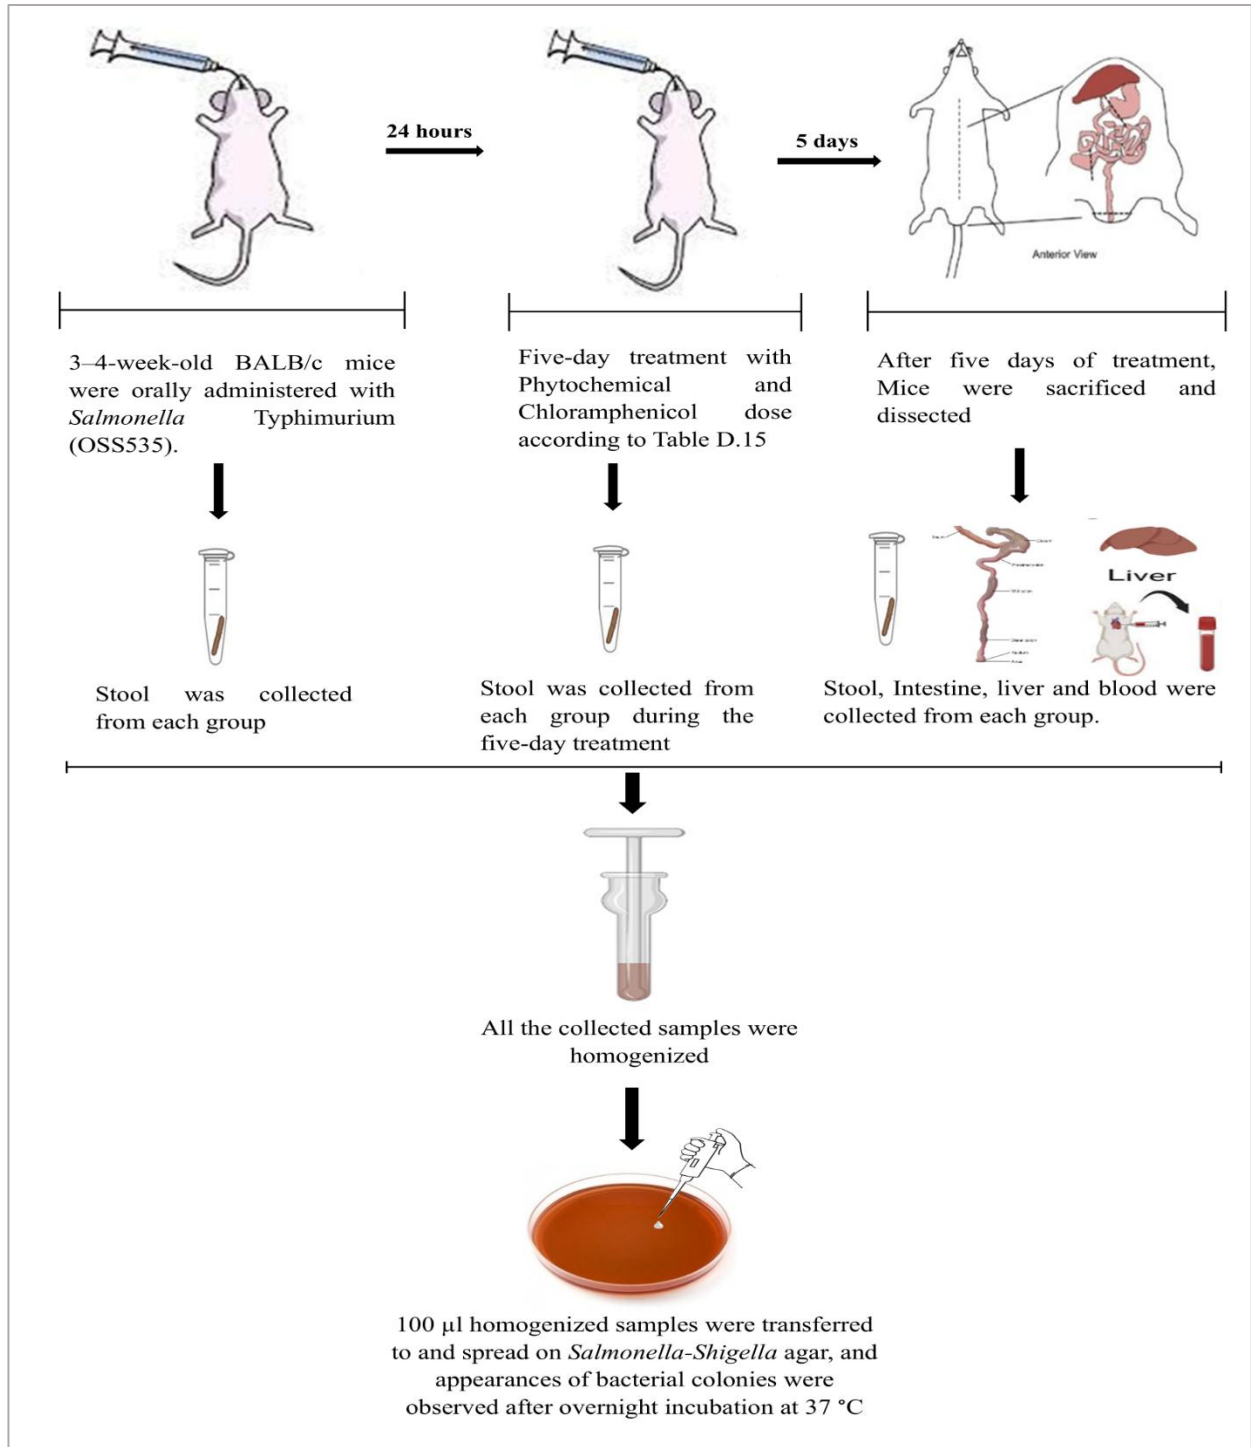 24 hours
5 days
Anterior View
3–4-week-old BALB/c mice
were orally administered with
Salmonella Typhimurium
(OSS535).
Five-day treatment with
Phytochemical and
Chloramphenicol dose
according to Table D.15
After five days of treatment,
Mice were sacrificed and
dissected
Liver
Stool was collected
from each group
Stool was collected from
each group during the
five-day treatment
Stool, Intestine, liver and blood were
collected from each group.
All the collected samples were
homogenized
100 µl homogenized samples were transferred
to and spread on Salmonella-Shigella agar, and
appearances of bacterial colonies were
observed after overnight incubation at 37 °C